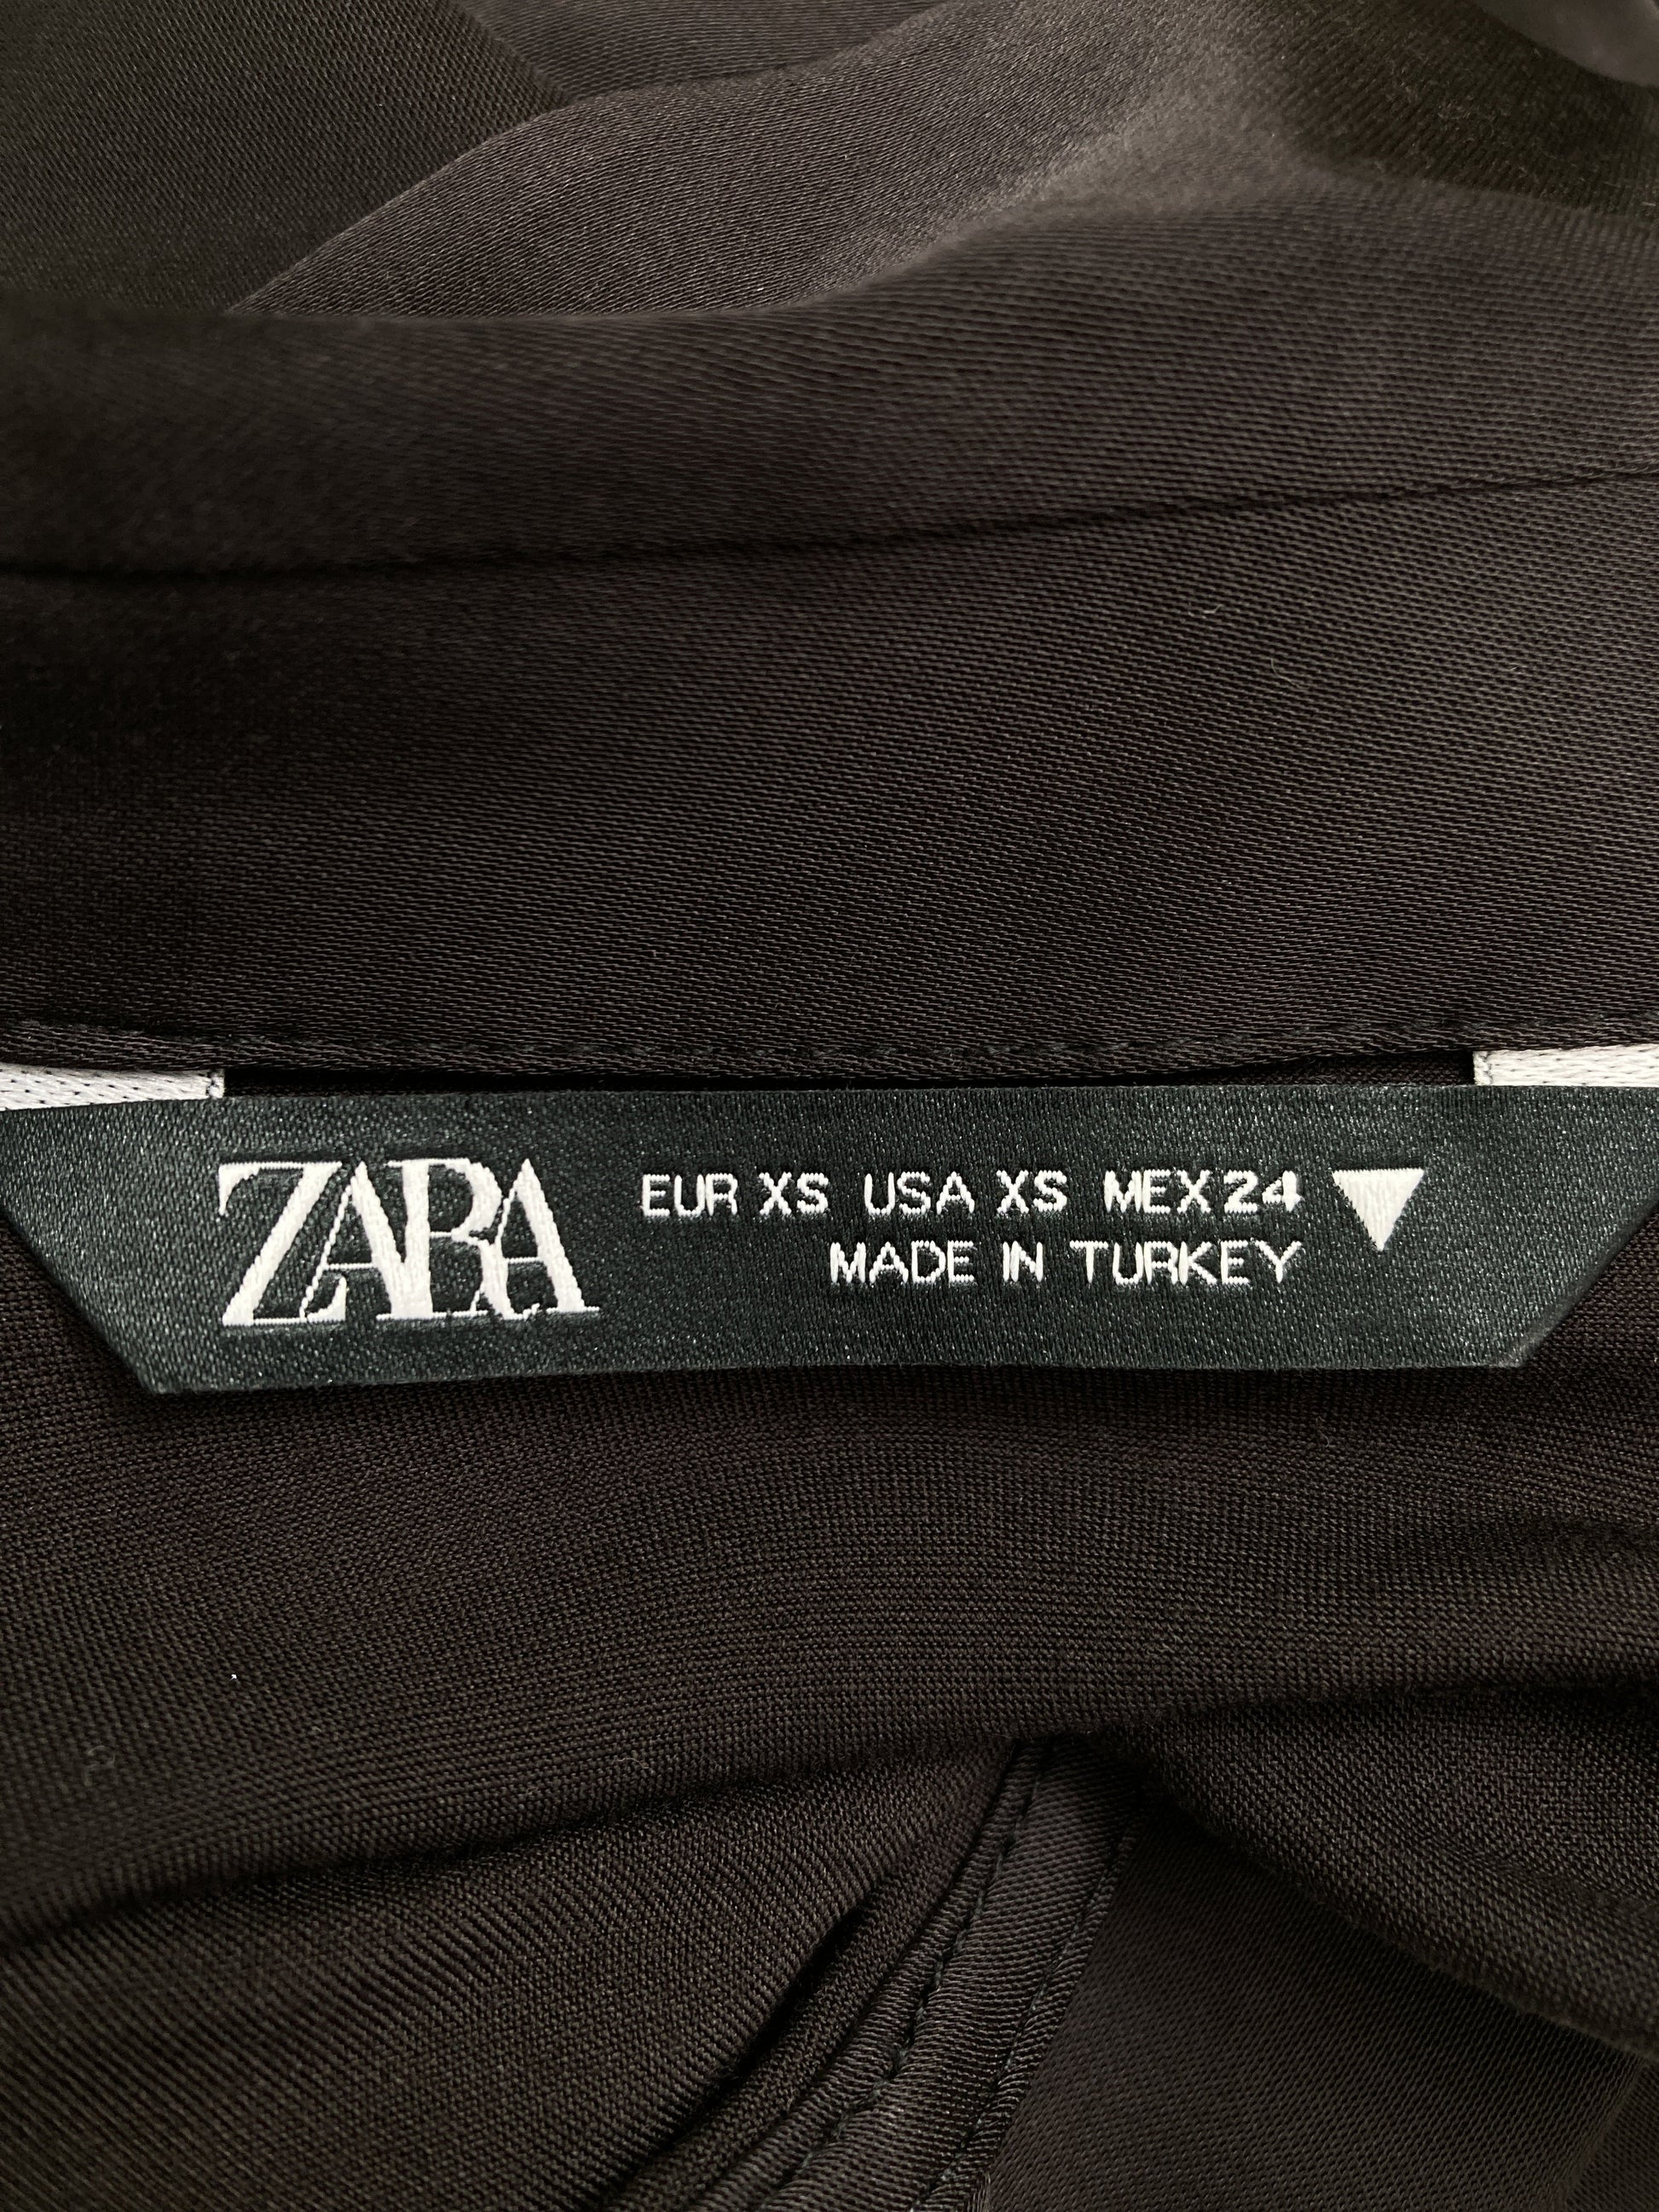 ZARA
EUR XS USA XS MEX 24
MADE IN TURKEY